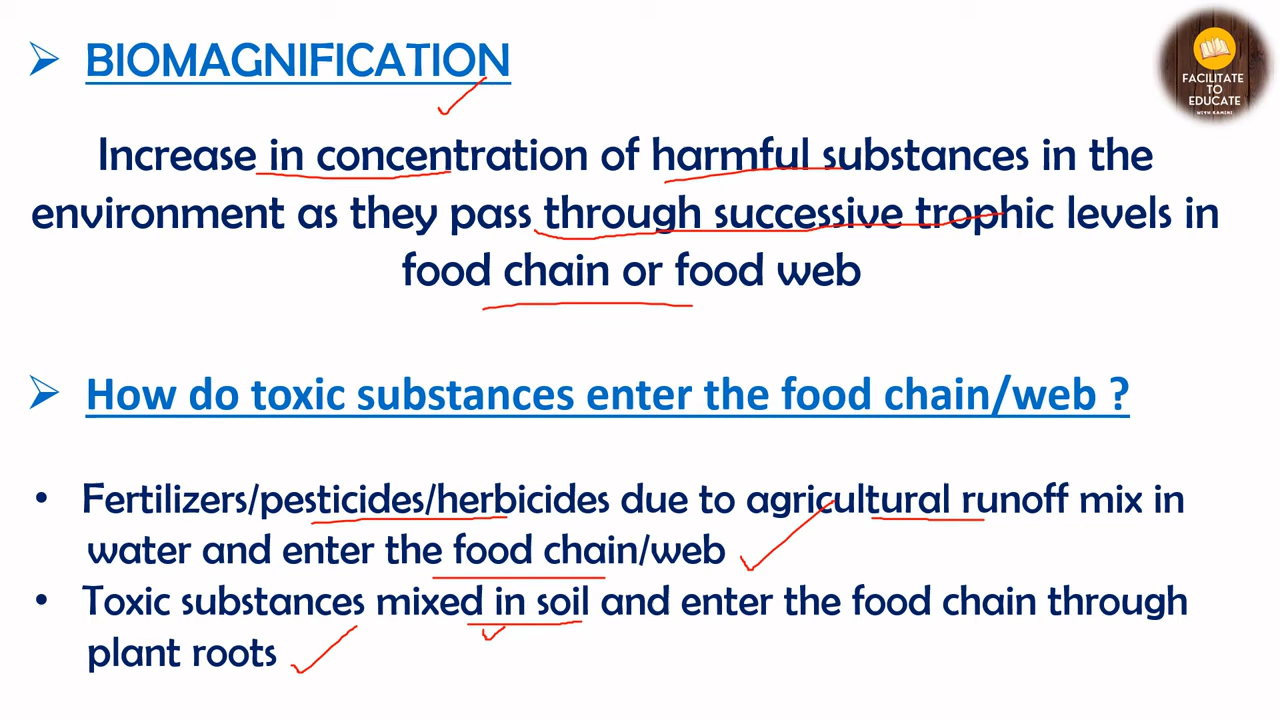 ➢ BIOMAGNIFICATION
FACILITATE
TO
EDUCATE
WITH KAMINI
Increase in concentration of harmful substances in the
environment as they pass through successive trophic levels in
food chain or food web
➢ How do toxic substances enter the food chain/web ?
• Fertilizers/pesticides/herbicides due to agricultural runoff mix in
water and enter the food chain/web
• Toxic substances mixed in soil and enter the food chain through
plant roots